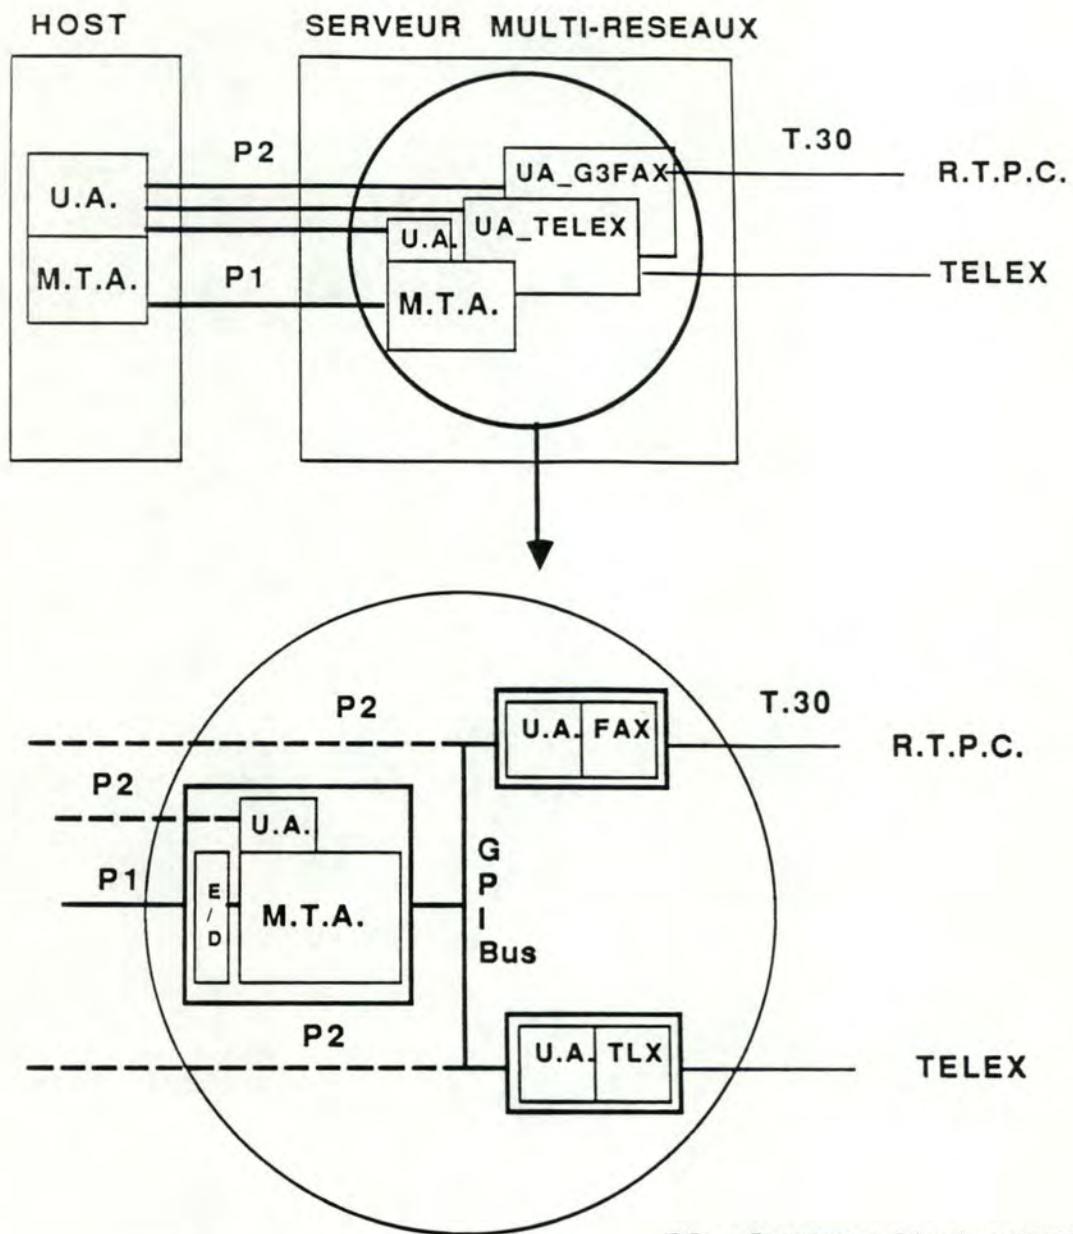 HOST
SERVEUR MULTI-RESEAUX
P2
T.30
UA_G3FAX
R.T.P.C.
U.A.
UA_TELEX
U.A.
M.T.A.
P1
M.T.A.
TELEX
P2
T.30
U.A. FAX
R.T.P.C.
P2
U.A.
G
P
I
Bus
P1
E
/
D
M.T.A.
P2
U.A. TLX
TELEX